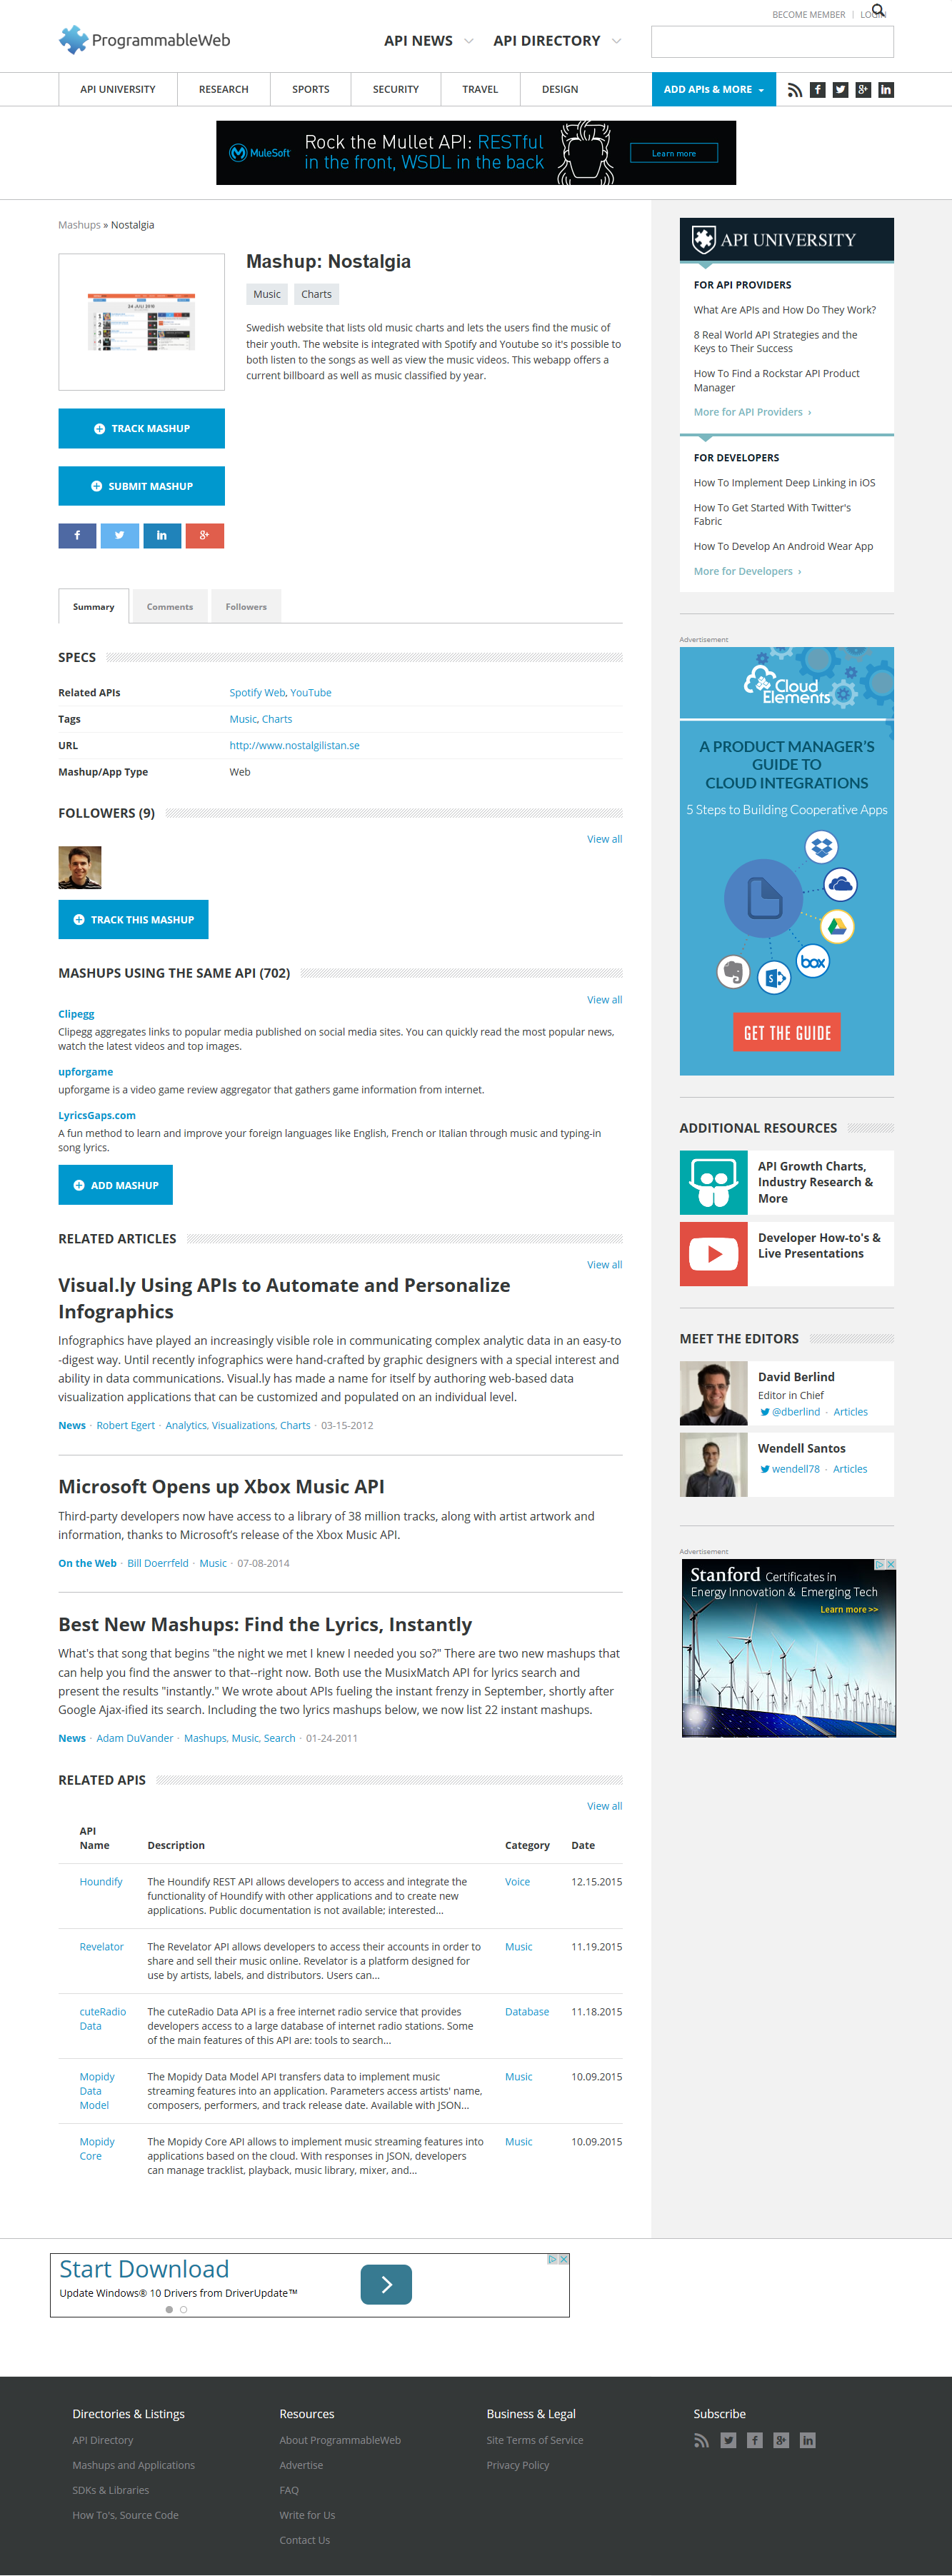 BECOME MEMBER | LOGIN
ProgrammableWeb
API NEWS
API DIRECTORY
API UNIVERSITY
RESEARCH
SPORTS
SECURITY
TRAVEL
DESIGN
ADD APIs & MORE
MuleSoft
Rock the Mullet API: RESTful
in the front, WSDL in the back
Learn more
Mashups » Nostalgia
Mashup: Nostalgia
Music
Charts
Swedish website that lists old music charts and lets the users find the music of
their youth. The website is integrated with Spotify and Youtube so it's possible to
both listen to the songs as well as view the music videos. This webapp offers a
current billboard as well as music classified by year.
24 JULI 2015
TRACK MASHUP
SUBMIT MASHUP
Summary
Comments
Followers
SPECS
Related APIs
Spotify Web, YouTube
Tags
Music, Charts
URL
http://www.nostalgilistan.se
Mashup/App Type
Web
FOLLOWERS (9)
View all
TRACK THIS MASHUP
MASHUPS USING THE SAME API (702)
View all
Clipegg
Clipegg aggregates links to popular media published on social media sites. You can quickly read the most popular news,
watch the latest videos and top images.
upforgame
upforgame is a video game review aggregator that gathers game information from internet.
LyricsGaps.com
A fun method to learn and improve your foreign languages like English, French or Italian through music and typing-in
song lyrics.
ADD MASHUP
RELATED ARTICLES
View all
Visual.ly Using APIs to Automate and Personalize
Infographics
Infographics have played an increasingly visible role in communicating complex analytic data in an easy-to
-digest way. Until recently infographics were hand-crafted by graphic designers with a special interest and
ability in data communications. Visual.ly has made a name for itself by authoring web-based data
visualization applications that can be customized and populated on an individual level.
News · Robert Egert · Analytics, Visualizations, Charts · 03-15-2012
Microsoft Opens up Xbox Music API
Third-party developers now have access to a library of 38 million tracks, along with artist artwork and
information, thanks to Microsoft's release of the Xbox Music API.
On the Web · Bill Doerrfeld · Music · 07-08-2014
Best New Mashups: Find the Lyrics, Instantly
What's that song that begins "the night we met I knew I needed you so?" There are two new mashups that
can help you find the answer to that--right now. Both use the MusixMatch API for lyrics search and
present the results "instantly." We wrote about APIs fueling the instant frenzy in September, shortly after
Google Ajax-ified its search. Including the two lyrics mashups below, we now list 22 instant mashups.
News · Adam DuVander · Mashups, Music, Search · 01-24-2011
RELATED APIS
View all
API
Name
Description
Category
Date
Houndify
The Houndify REST API allows developers to access and integrate the
functionality of Houndify with other applications and to create new
applications. Public documentation is not available; interested...
Voice
12.15.2015
Revelator
The Revelator API allows developers to access their accounts in order to
share and sell their music online. Revelator is a platform designed for
use by artists, labels, and distributors. Users can...
Music
11.19.2015
cuteRadio
Data
The cuteRadio Data API is a free internet radio service that provides
developers access to a large database of internet radio stations. Some
of the main features of this API are: tools to search...
Database
11.18.2015
Mopidy
Data
Model
The Mopidy Data Model API transfers data to implement music
streaming features into an application. Parameters access artists' name,
composers, performers, and track release date. Available with JSON...
Music
10.09.2015
Mopidy
Core
The Mopidy Core API allows to implement music streaming features into
applications based on the cloud. With responses in JSON, developers
can manage tracklist, playback, music library, mixer, and...
Music
10.09.2015
API UNIVERSITY
FOR API PROVIDERS
What Are APIs and How Do They Work?
8 Real World API Strategies and the
Keys to Their Success
How To Find a Rockstar API Product
Manager
More for API Providers ›
FOR DEVELOPERS
How To Implement Deep Linking in iOS
How To Get Started With Twitter's
Fabric
How To Develop An Android Wear App
More for Developers ›
Advertisement
Cloud
Elements
A PRODUCT MANAGER'S
GUIDE TO
CLOUD INTEGRATIONS
5 Steps to Building Cooperative Apps
box
GET THE GUIDE
ADDITIONAL RESOURCES
API Growth Charts,
Industry Research &
More
Developer How-to's &
Live Presentations
MEET THE EDITORS
David Berlind
Editor in Chief
@dberlind · Articles
Wendell Santos
wendell78 · Articles
Advertisement
Stanford Certificates in
Energy Innovation & Emerging Tech
Learn more >>
Start Download
Update Windows® 10 Drivers from DriverUpdate™
Directories & Listings
API Directory
Mashups and Applications
SDKs & Libraries
How To's, Source Code
Resources
About ProgrammableWeb
Advertise
FAQ
Write for Us
Contact Us
Business & Legal
Site Terms of Service
Privacy Policy
Subscribe